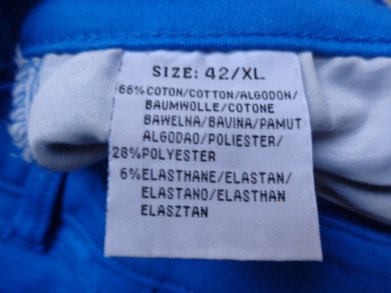 SIZE: 42/XL
66%COTON/COTTON/ALGODON/
BAUMWOLLE/COTONE
BAWELNA/BAVINA/PAMUT
ALGODAO/POLIESTER/
28%POLYESTER
6%ELASTHANE/ELASTAN/
ELASTANO/ELASTHAN
ELASZTAN